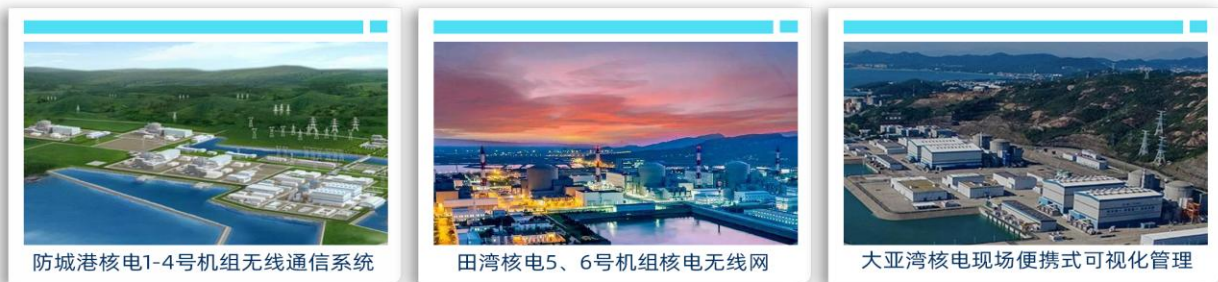 防城港核电1-4号机组无线通信系统
田湾核电5、6号机组核电无线网
大亚湾核电现场便携式可视化管理